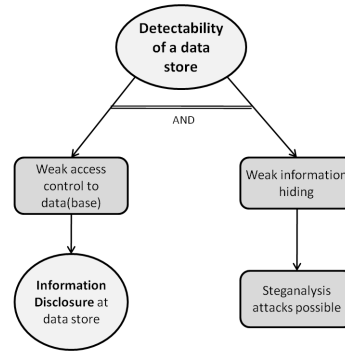 Detectability
of a data
store
AND
Weak access
control to
data(base)
Weak information
hiding
Information
Disclosure at
data store
Steganalysis
attacks possible